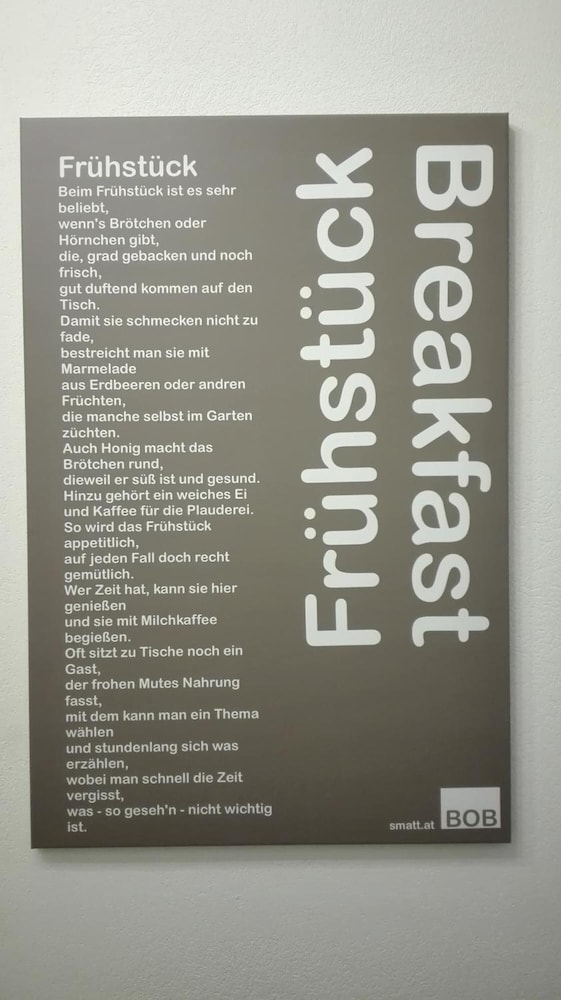 Frühstück
Beim Frühstück ist es sehr
beliebt,
wenn's Brötchen oder
Hörnchen gibt,
die, grad gebacken und noch
frisch,
gut duftend kommen auf den
Tisch.
Damit sie schmecken nicht zu
fade,
bestreicht man sie mit
Marmelade
aus Erdbeeren oder andren
Früchten,
die manche selbst im Garten
züchten.
Auch Honig macht das
Brötchen rund,
dieweil er süß ist und gesund.
Hinzu gehört ein weiches Ei
und Kaffee für die Plauderei.
So wird das Frühstück
appetitlich,
auf jeden Fall doch recht
gemütlich.
Wer Zeit hat, kann sie hier
genießen
und sie mit Milchkaffee
begießen.
Oft sitzt zu Tische noch ein
Gast,
der frohen Mutes Nahrung
fasst,
mit dem kann man ein Thema
wählen
und stundenlang sich was
erzählen,
wobei man schnell die Zeit
vergisst,
was - so geseh'n - nicht wichtig
ist.
Frühstück
Breakfast
smatt.at
BOB